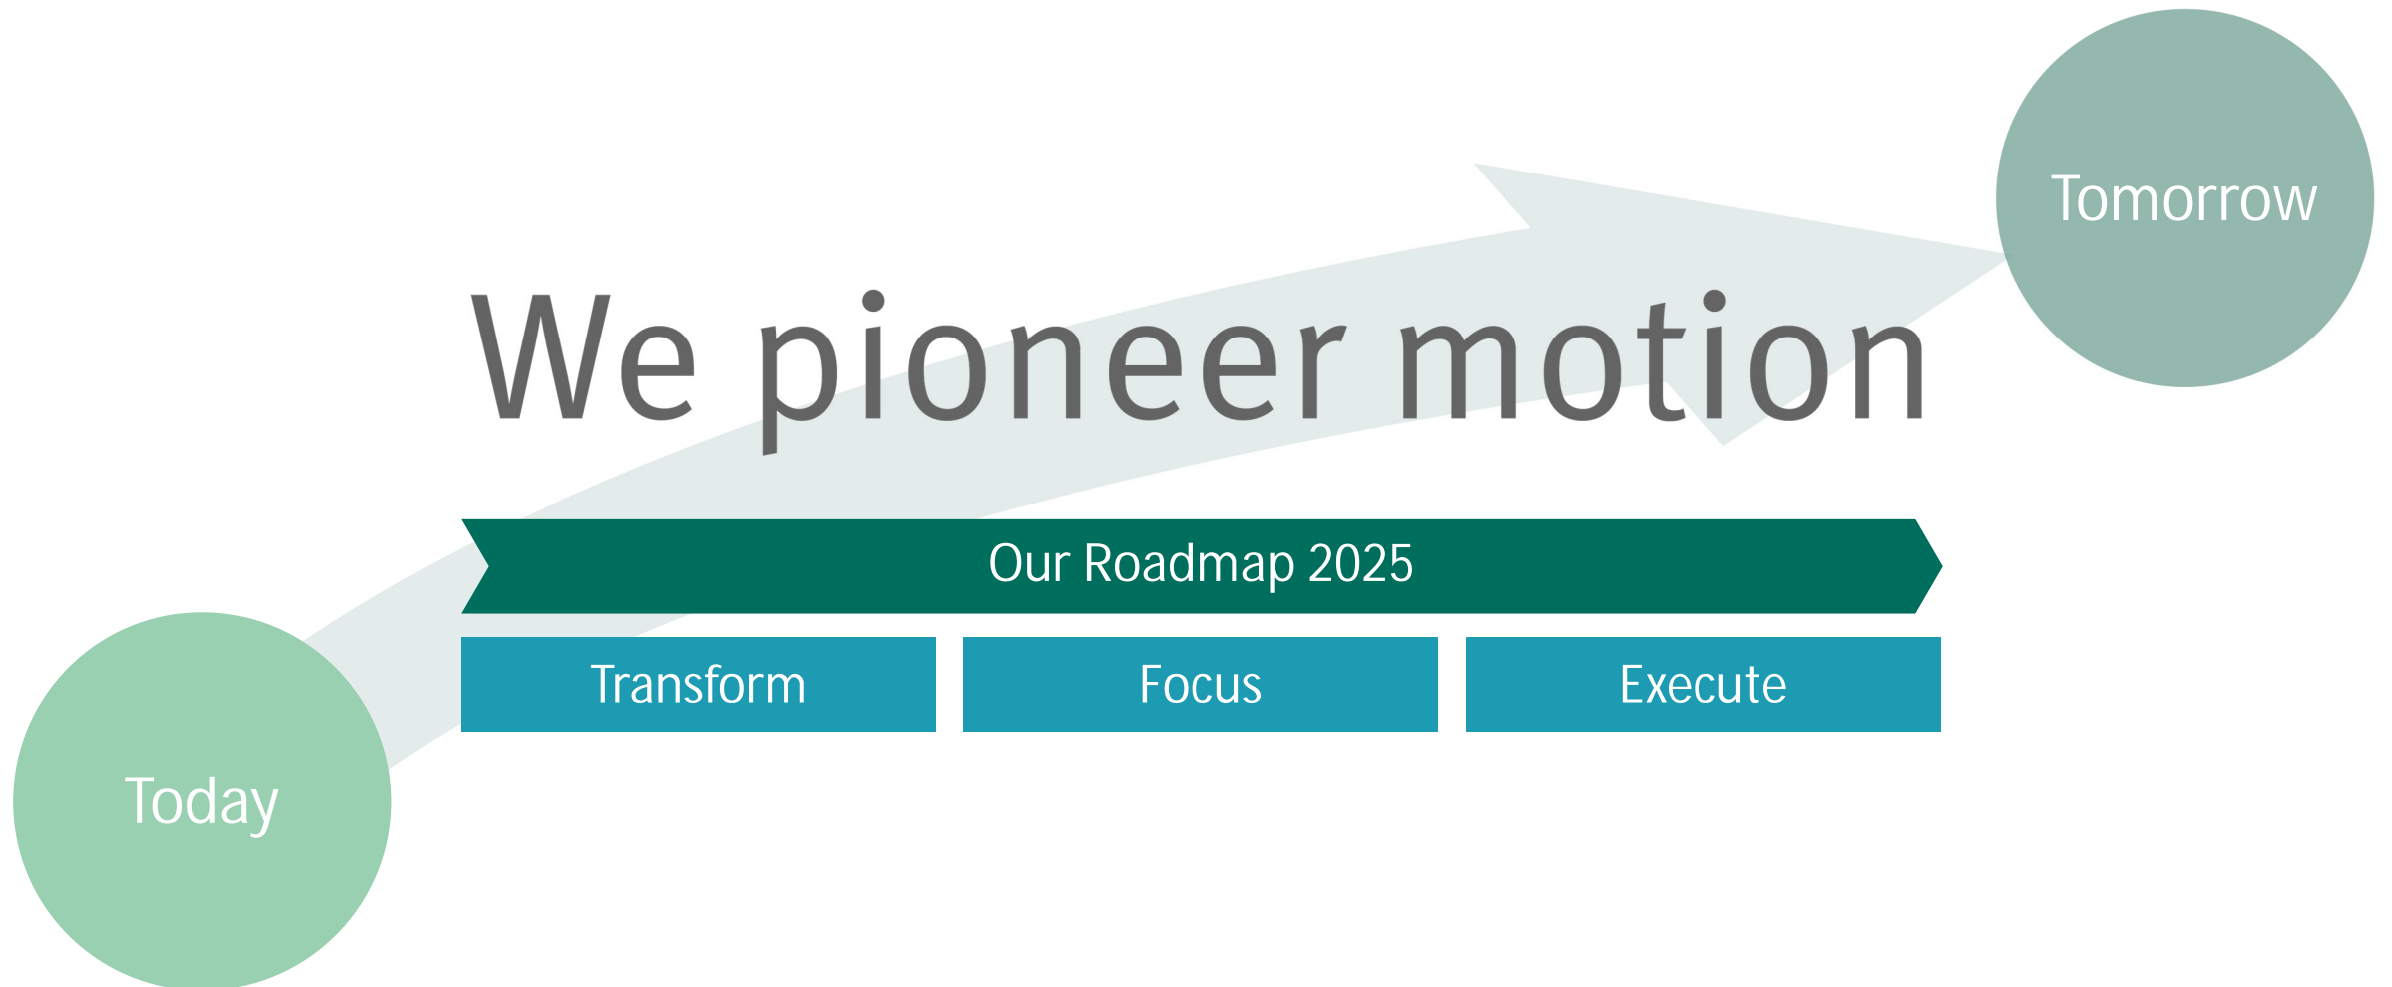 Tomorrow
We pioneer motion
Our Roadmap 2025
Transform
Focus
Execute
Today